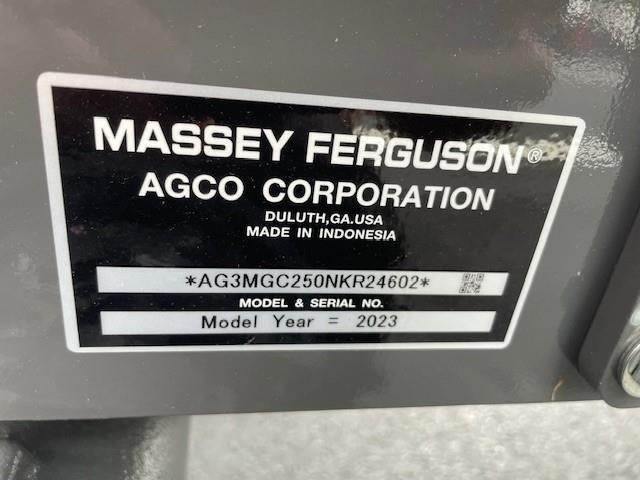 MASSEY FERGUSON®
AGCO CORPORATION
DULUTH,GA.USA
MADE IN INDONESIA
*AG3MGC250NKR24602*
MODEL & SERIAL NO.
Model Year = 2023